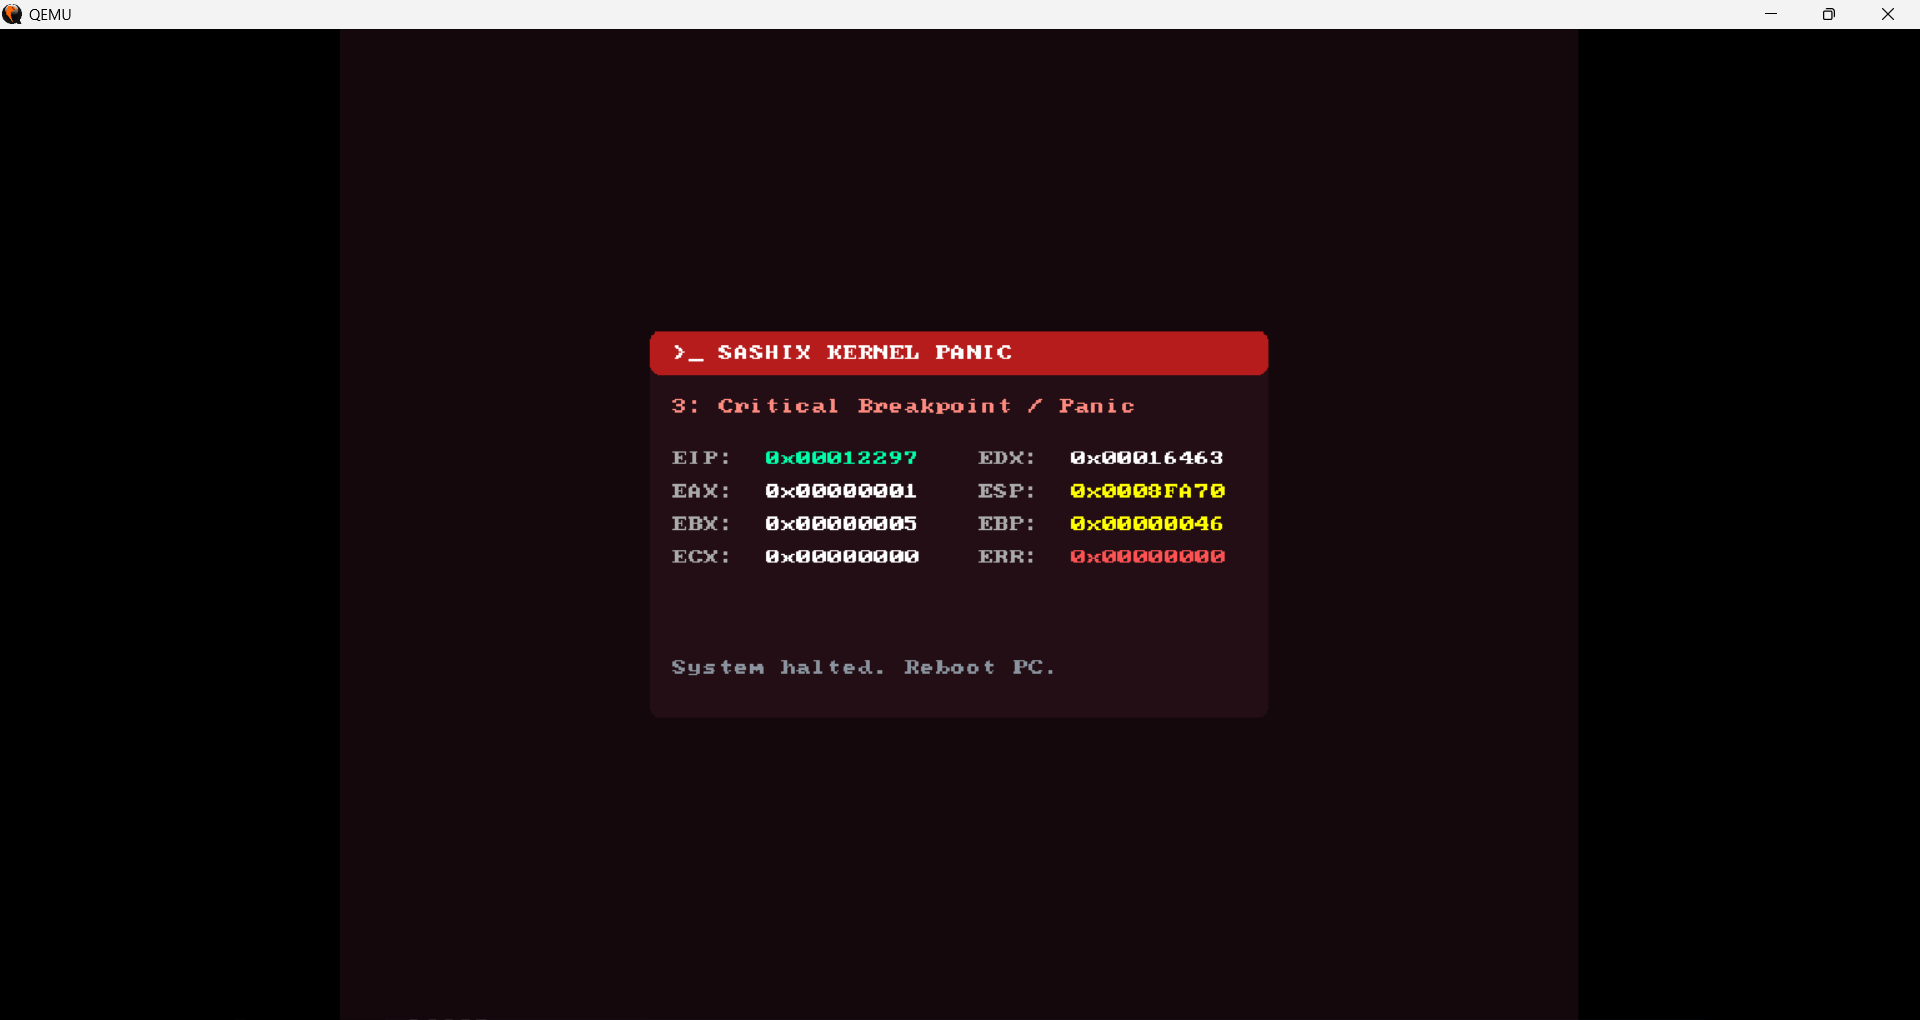 QEMU
>_ SASHIX KERNEL PANIC
3: Critical Breakpoint / Panic
EIP: 0x00012297 EDX: 0x00016463
EAX: 0x00000001 ESP: 0x0008FA70
EBX: 0x00000005 EBP: 0x00000046
ECX: 0x00000000 ERR: 0x00000000
System halted. Reboot PC.